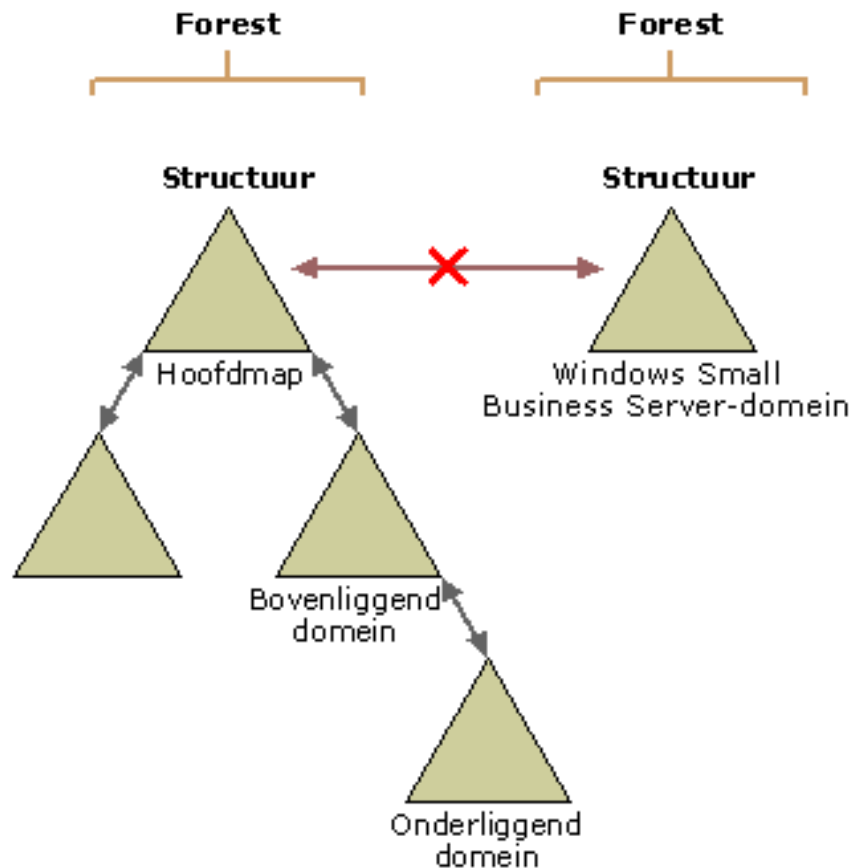 Forest
Forest
Structuur
Structuur
Hoofdmap
Windows Small
Business Server-domein
Bovenliggend
domein
Onderliggend
domein